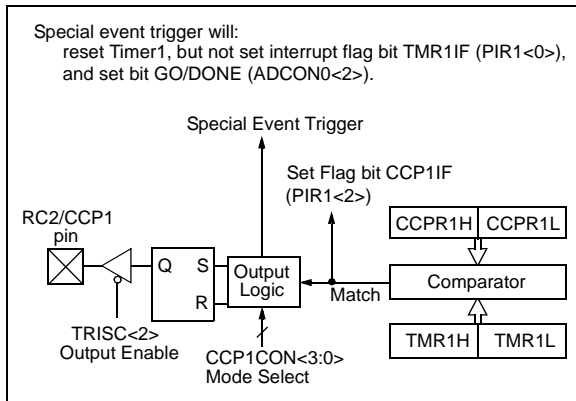 Special event trigger will:
reset Timer1, but not set interrupt flag bit TMR1IF (PIR1<0>),
and set bit GO/DONE (ADCON0<2>).
Special Event Trigger
Set Flag bit CCP1IF
(PIR1<2>)
RC2/CCP1
pin
CCPR1H CCPR1L
Q S
R
Output
Logic
Match
Comparator
TRISC<2>
Output Enable
CCP1CON<3:0>
Mode Select
TMR1H TMR1L